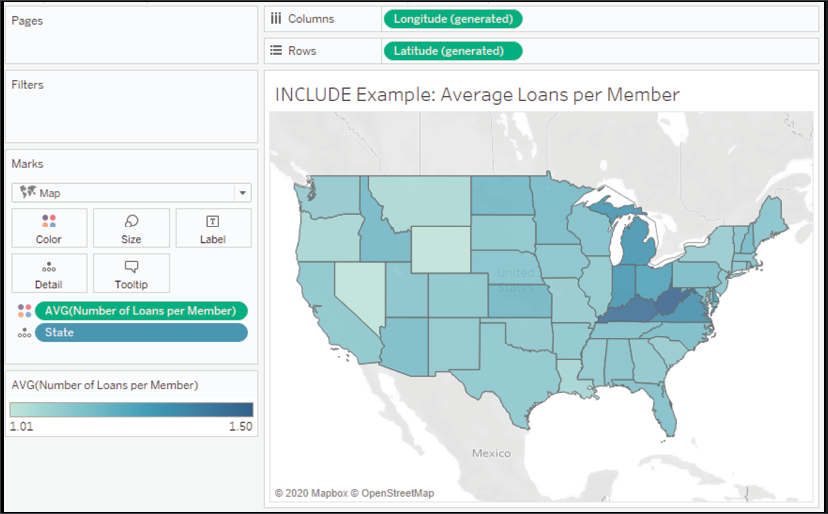 Pages
Columns
Longitude (generated)
Rows
Latitude (generated)
Filters
INCLUDE Example: Average Loans per Member
Marks
Map
Color
Size
T
Label
Detail
Tooltip
AVG(Number of Loans per Member)
State
AVG(Number of Loans per Member)
1.01 1.50
United
States
Mexico
© 2020 Mapbox © OpenStreetMap